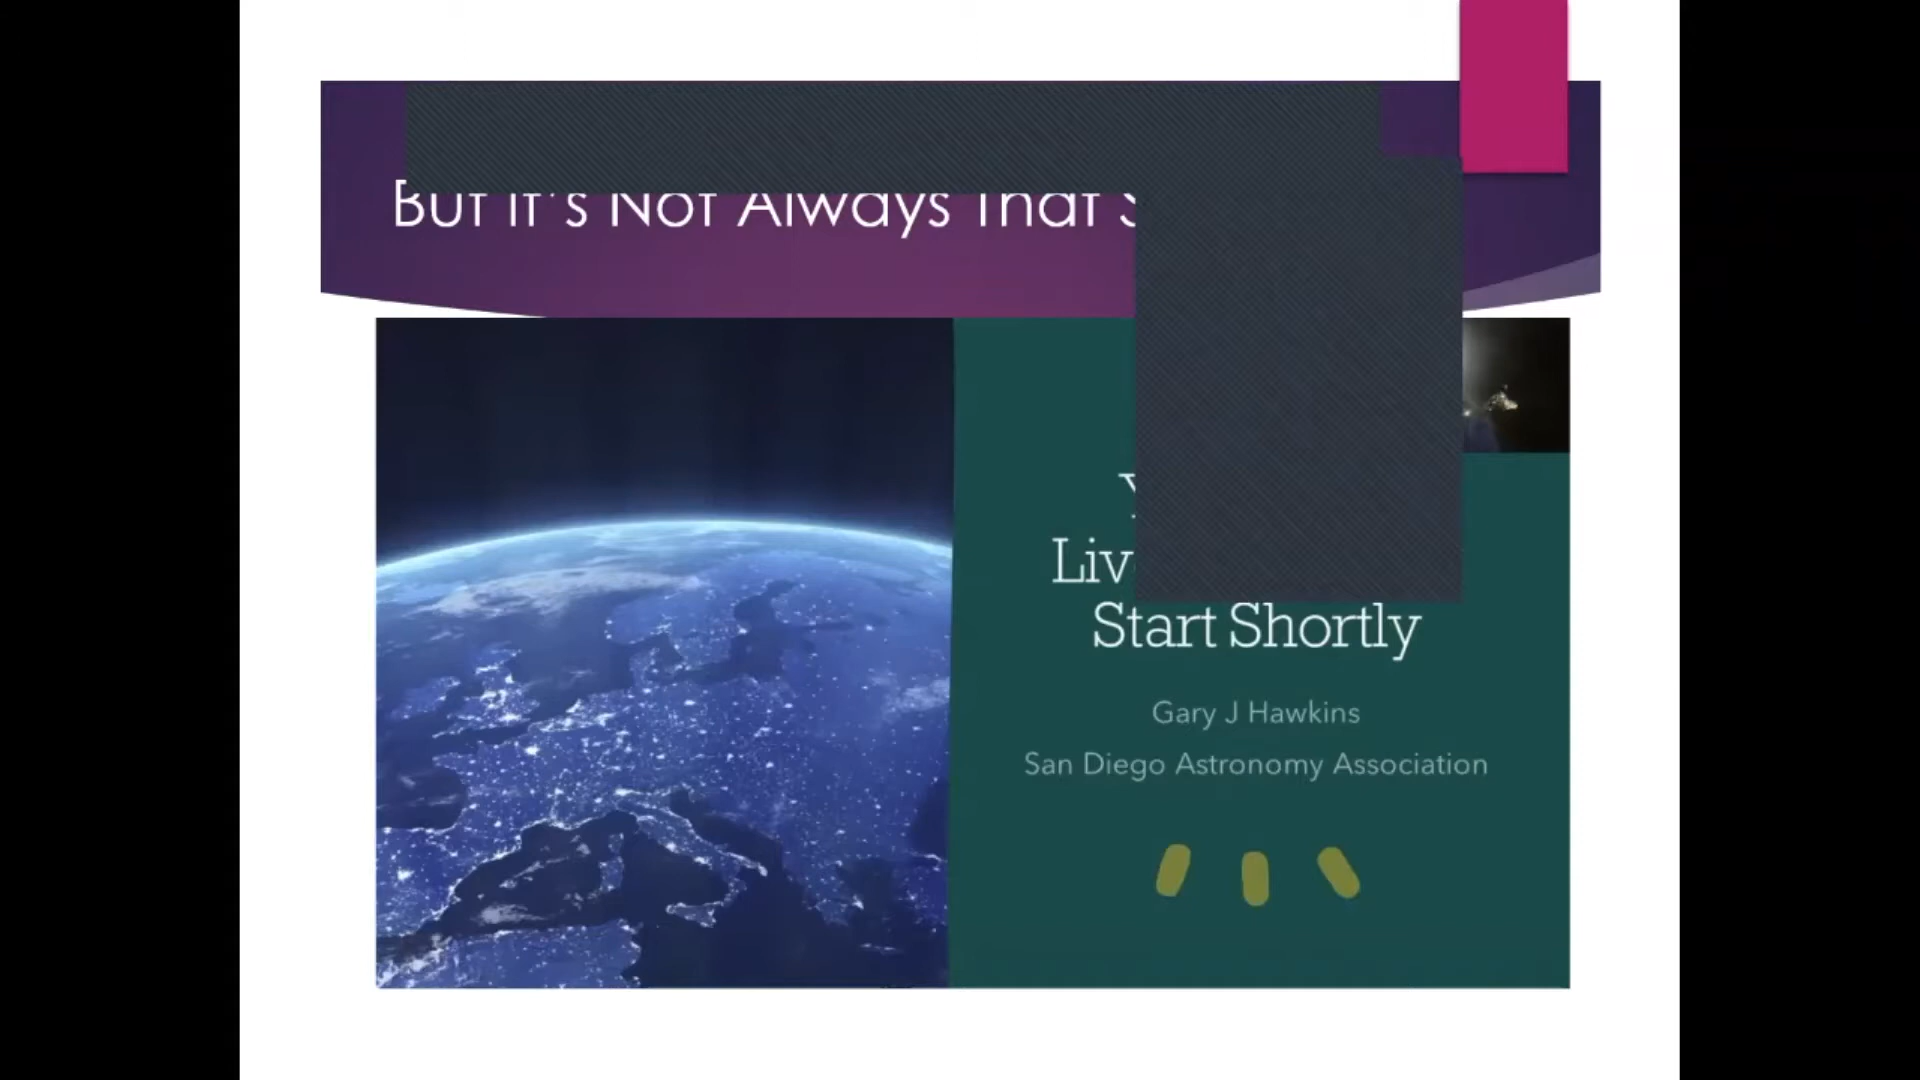 But It's Not Always That
Start Shortly
Gary J Hawkins
San Diego Astronomy Association